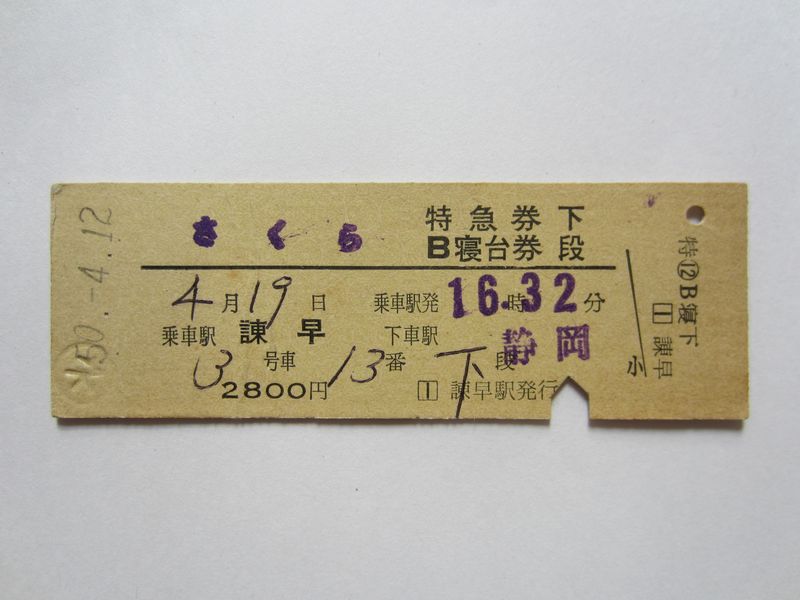 50.-4.12
さくら 特急券 下
B寝台券 段
4月19日 乗車駅発 16時32分
乗車駅 諫早 下車駅 静岡
3号車 13番 下段
2800円 □1 諫早駅発行
特⑫B寝下
□1 諫早
小